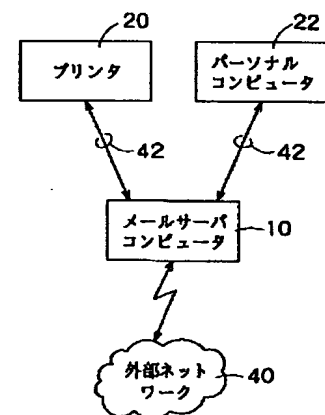 20
プリンタ
22
パーソナル
コンピュータ
42
42
メールサーバ
コンピュータ
10
外部ネット
ワーク
40